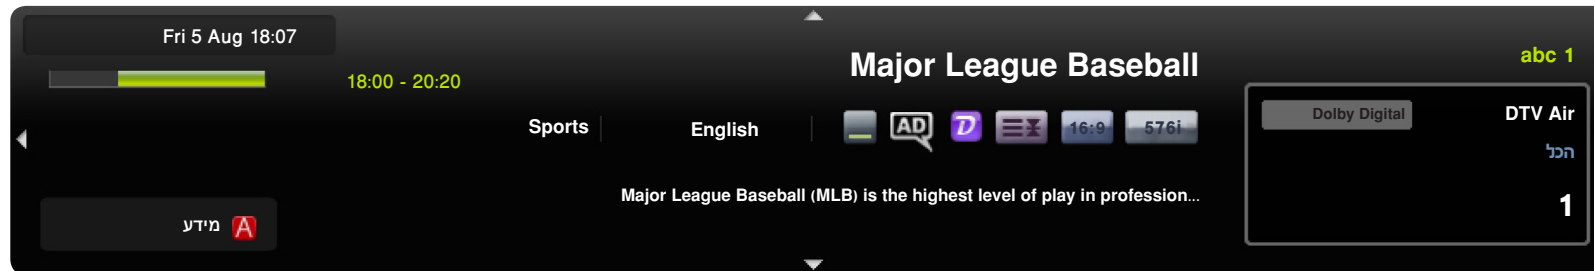 Fri 5 Aug 18:07
abc 1
Major League Baseball
18:00 - 20:20
DTV Air
Dolby Digital
Sports
English
AD
D
16:9
576i
הכל
Major League Baseball (MLB) is the highest level of play in profession...
1
A מידע